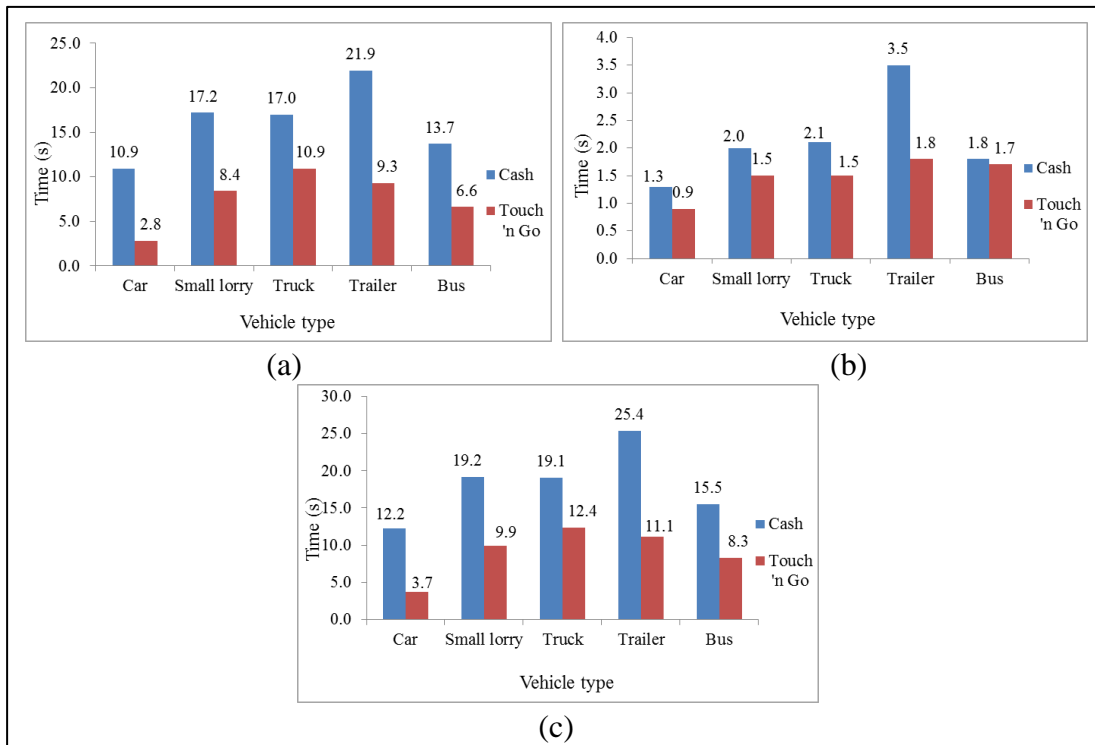 25.0
20.0
15.0
10.0
5.0
0.0
Time (s)
10.9
2.8
17.2
8.4
17.0
10.9
21.9
9.3
13.7
6.6
Car Small lorry Truck Trailer Bus
Vehicle type
Cash
Touch
'n Go
(a)
4.0
3.5
3.0
2.5
2.0
1.5
1.0
0.5
0.0
Time (s)
1.3
0.9
2.0
1.5
2.1
1.5
3.5
1.8
1.8
1.7
Car Small lorry Truck Trailer Bus
Vehicle type
Cash
Touch
'n Go
(b)
30.0
25.0
20.0
15.0
10.0
5.0
0.0
Time (s)
12.2
3.7
19.2
9.9
19.1
12.4
25.4
11.1
15.5
8.3
Car Small lorry Truck Trailer Bus
Vehicle type
Cash
Touch
'n Go
(c)